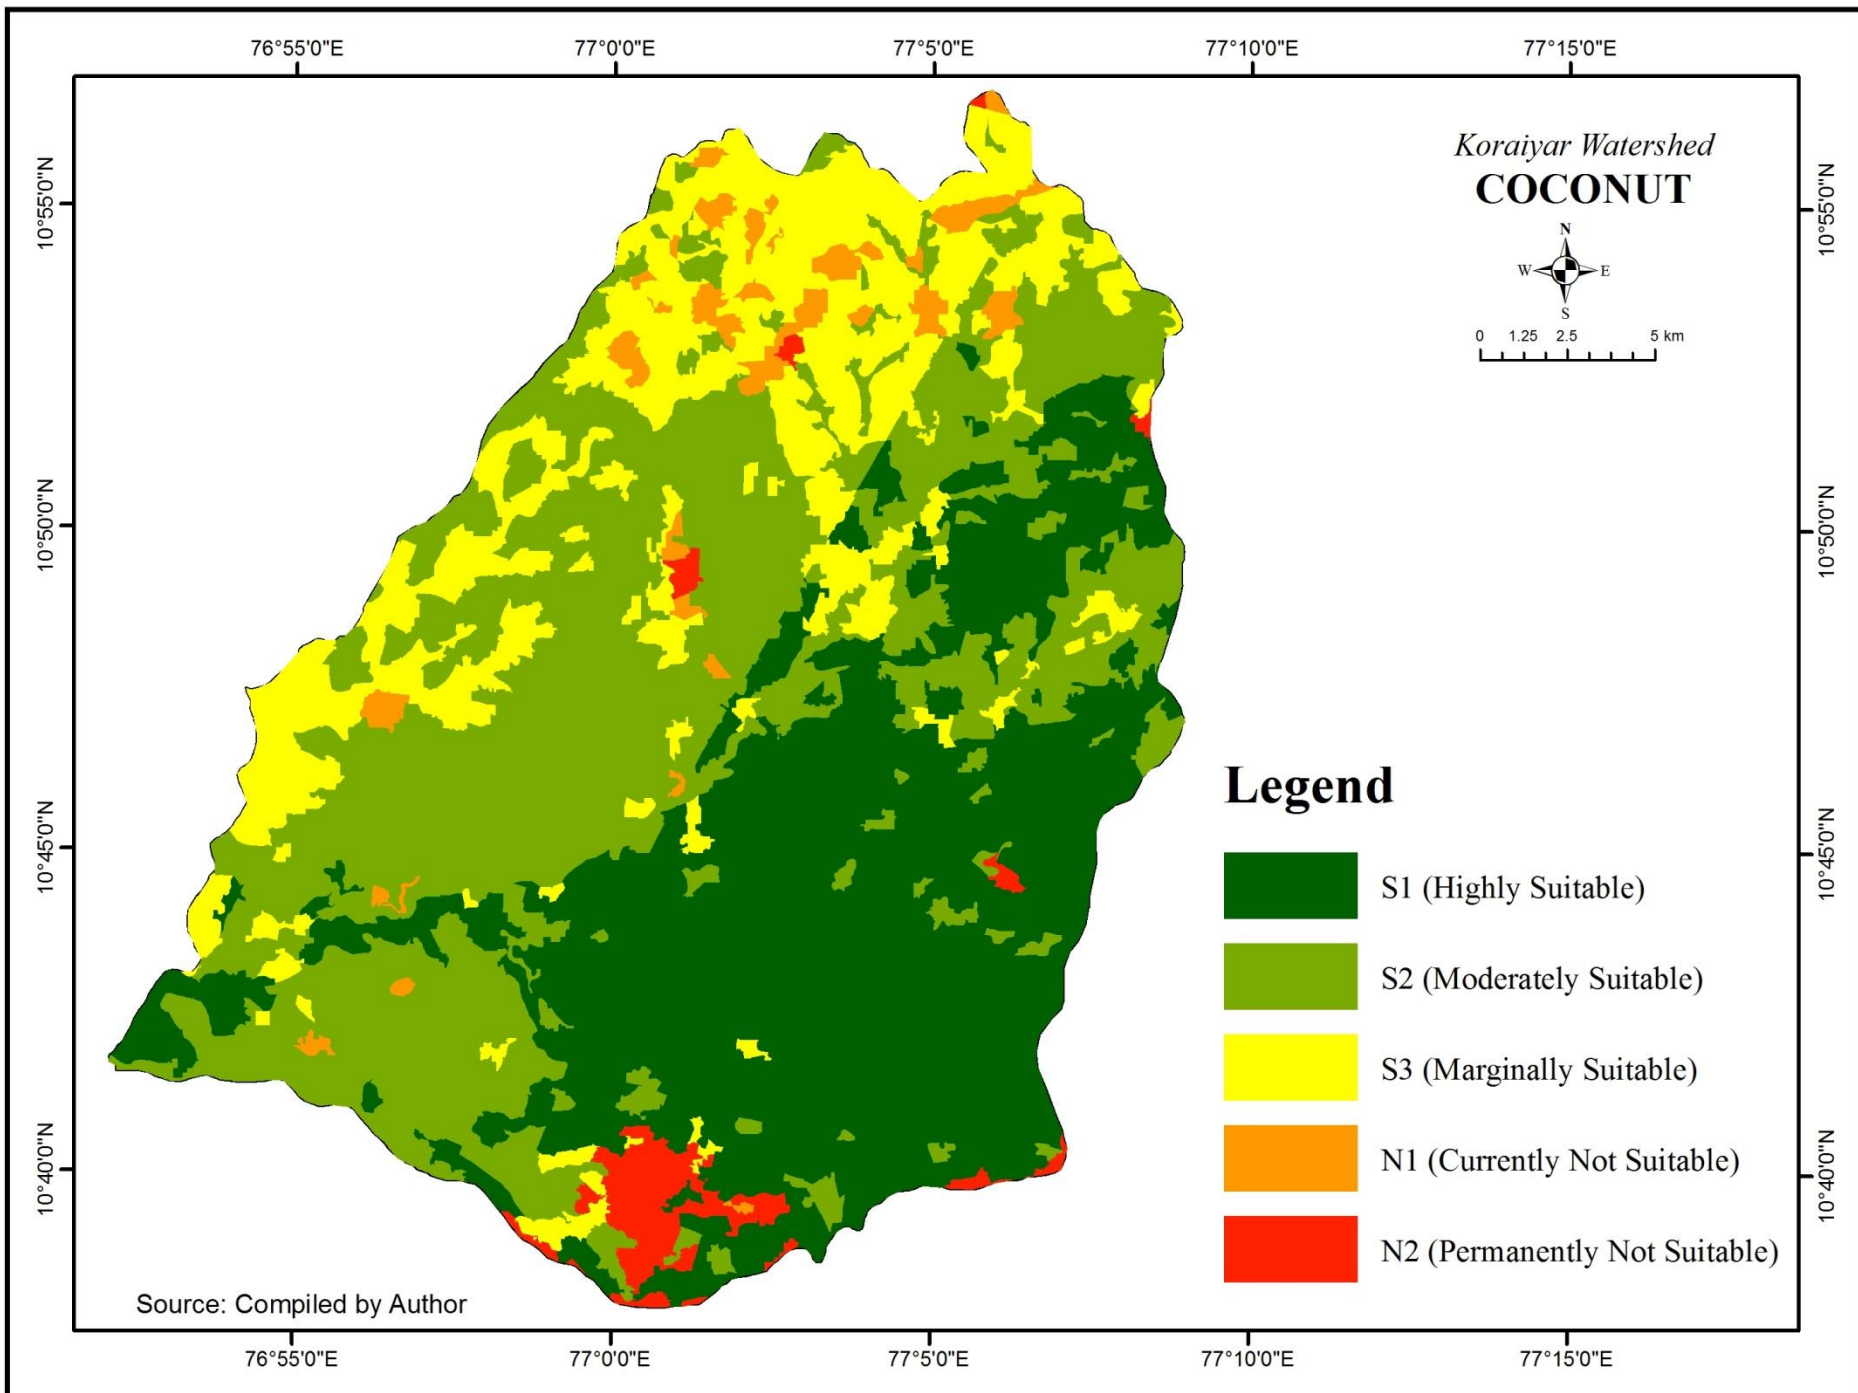 76°55'0"E 77°0'0"E 77°5'0"E 77°10'0"E 77°15'0"E
Koraiyar Watershed
COCONUT
N
W E
S
0 1.25 2.5 5 km
10°55'0"N 10°55'0"N
10°50'0"N 10°50'0"N
Legend
10°45'0"N 10°45'0"N
S1 (Highly Suitable)
S2 (Moderately Suitable)
S3 (Marginally Suitable)
N1 (Currently Not Suitable)
10°40'0"N 10°40'0"N
N2 (Permanently Not Suitable)
Source: Compiled by Author
76°55'0"E 77°0'0"E 77°5'0"E 77°10'0"E 77°15'0"E